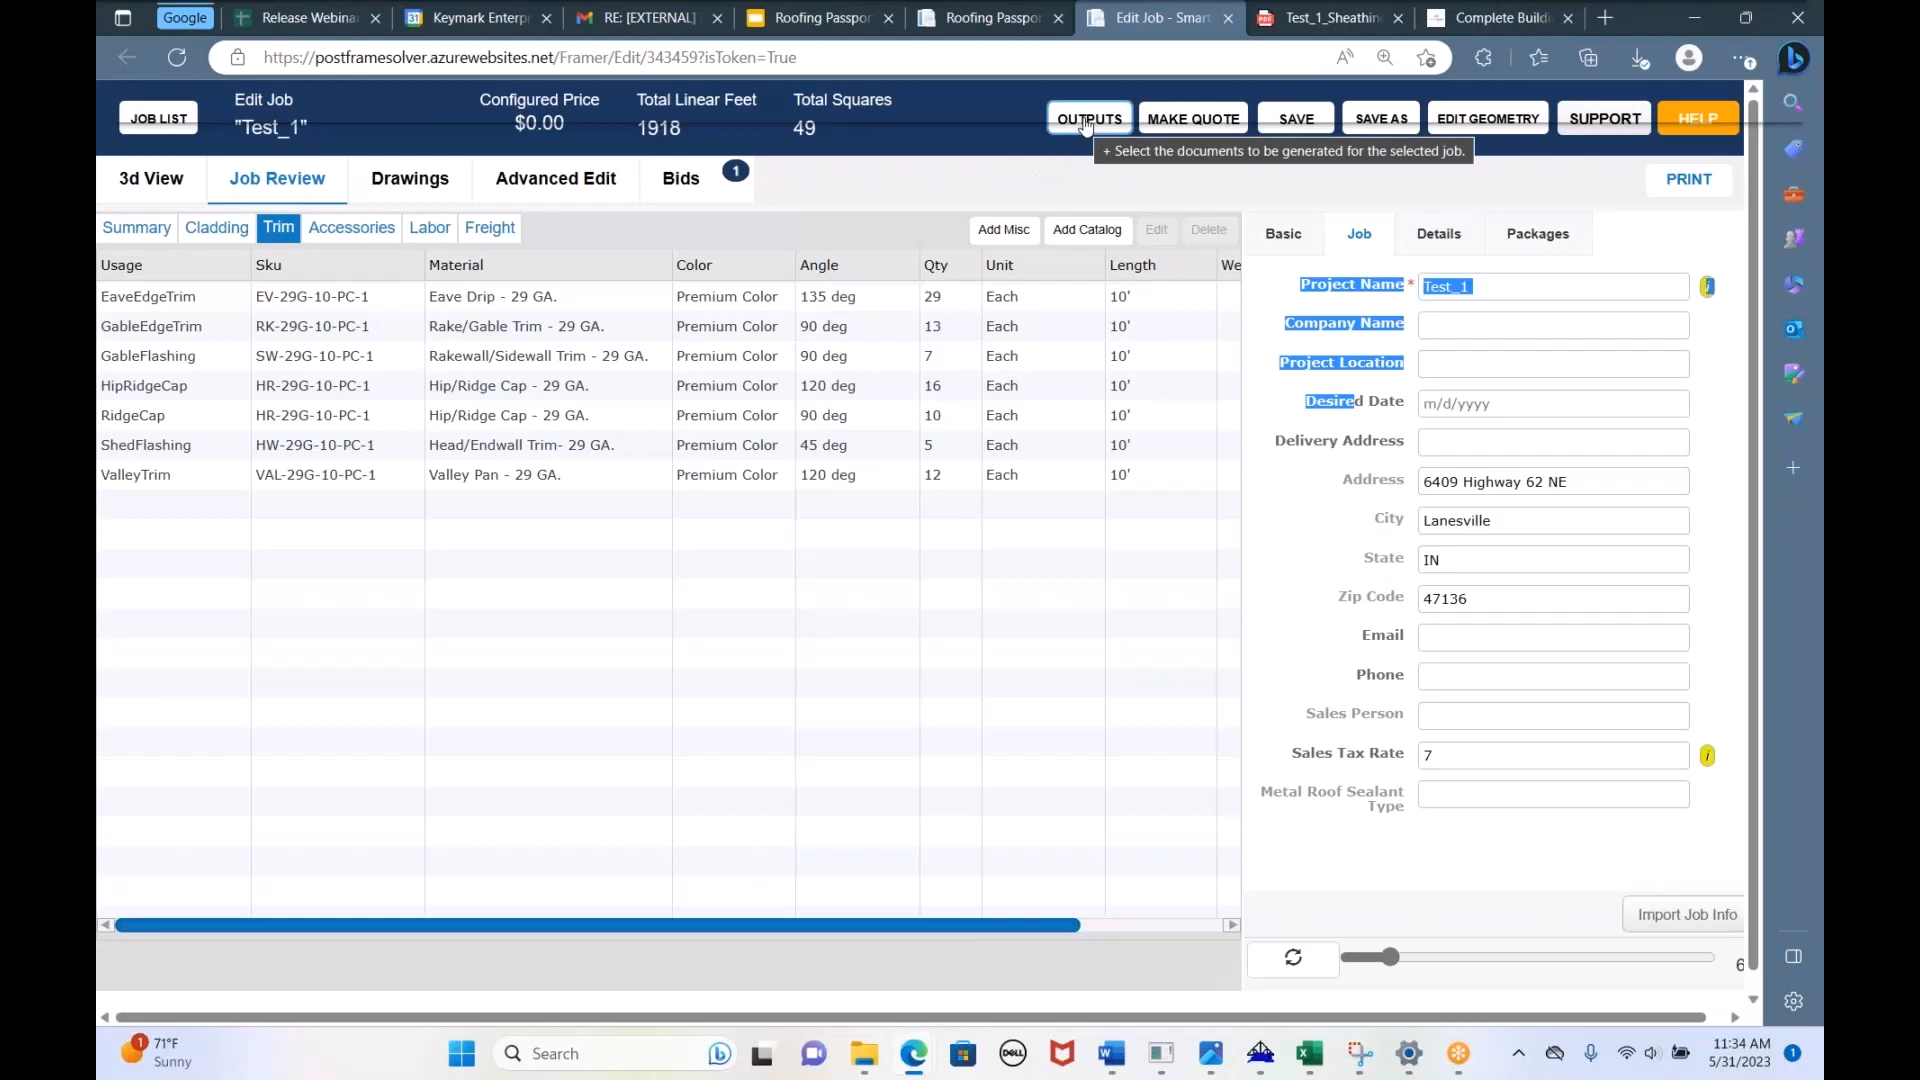 Google
Release Webina
Keymark Enterp
RE: [EXTERNAL]
Roofing Passpor
Roofing Passpo
Edit Job - Smar
Test_1_Sheathin
Complete Buildi
https://postframesolver.azurewebsites.net/Framer/Edit/343459?isToken=True
JOB LIST
Edit Job
"Test_1"
Configured Price
$0.00
Total Linear Feet
1918
Total Squares
49
OUTPUTS
MAKE QUOTE
SAVE
SAVE AS
EDIT GEOMETRY
SUPPORT
HELP
+ Select the documents to be generated for the selected job.
3d View
Job Review
Drawings
Advanced Edit
Bids
1
PRINT
Summary
Cladding
Trim
Accessories
Labor
Freight
Add Misc
Add Catalog
Edit
Delete
Usage Sku Material Color Angle Qty Unit Length We
EaveEdgeTrim EV-29G-10-PC-1 Eave Drip - 29 GA. Premium Color 135 deg 29 Each 10'
GableEdgeTrim RK-29G-10-PC-1 Rake/Gable Trim - 29 GA. Premium Color 90 deg 13 Each 10'
GableFlashing SW-29G-10-PC-1 Rakewall/Sidewall Trim - 29 GA. Premium Color 90 deg 7 Each 10'
HipRidgeCap HR-29G-10-PC-1 Hip/Ridge Cap - 29 GA. Premium Color 120 deg 16 Each 10'
RidgeCap HR-29G-10-PC-1 Hip/Ridge Cap - 29 GA. Premium Color 90 deg 10 Each 10'
ShedFlashing HW-29G-10-PC-1 Head/Endwall Trim- 29 GA. Premium Color 45 deg 5 Each 10'
ValleyTrim VAL-29G-10-PC-1 Valley Pan - 29 GA. Premium Color 120 deg 12 Each 10'
Basic
Job
Details
Packages
Project Name * Test_1
Company Name
Project Location
Desired Date m/d/yyyy
Delivery Address
Address 6409 Highway 62 NE
City Lanesville
State IN
Zip Code 47136
Email
Phone
Sales Person
Sales Tax Rate 7
Metal Roof Sealant
Type
Import Job Info
6
1
71°F
Sunny
Search
DELL
11:34 AM
5/31/2023
1